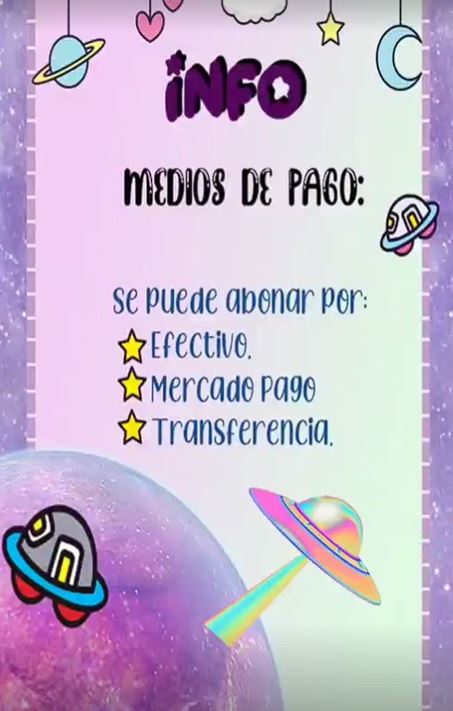 iNFO
MEDIOS DE PAGO:
se puede abonar por:
Efectivo.
Mercado Pago
Transferencia.